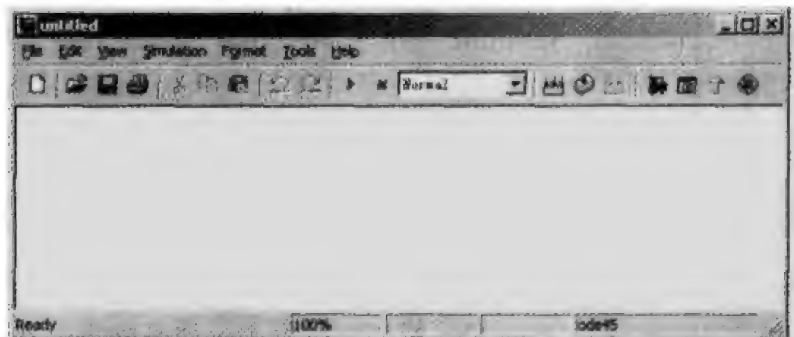 untitled
File Edit View Simulation Format Tools Help
Normal
Ready 100% ode45